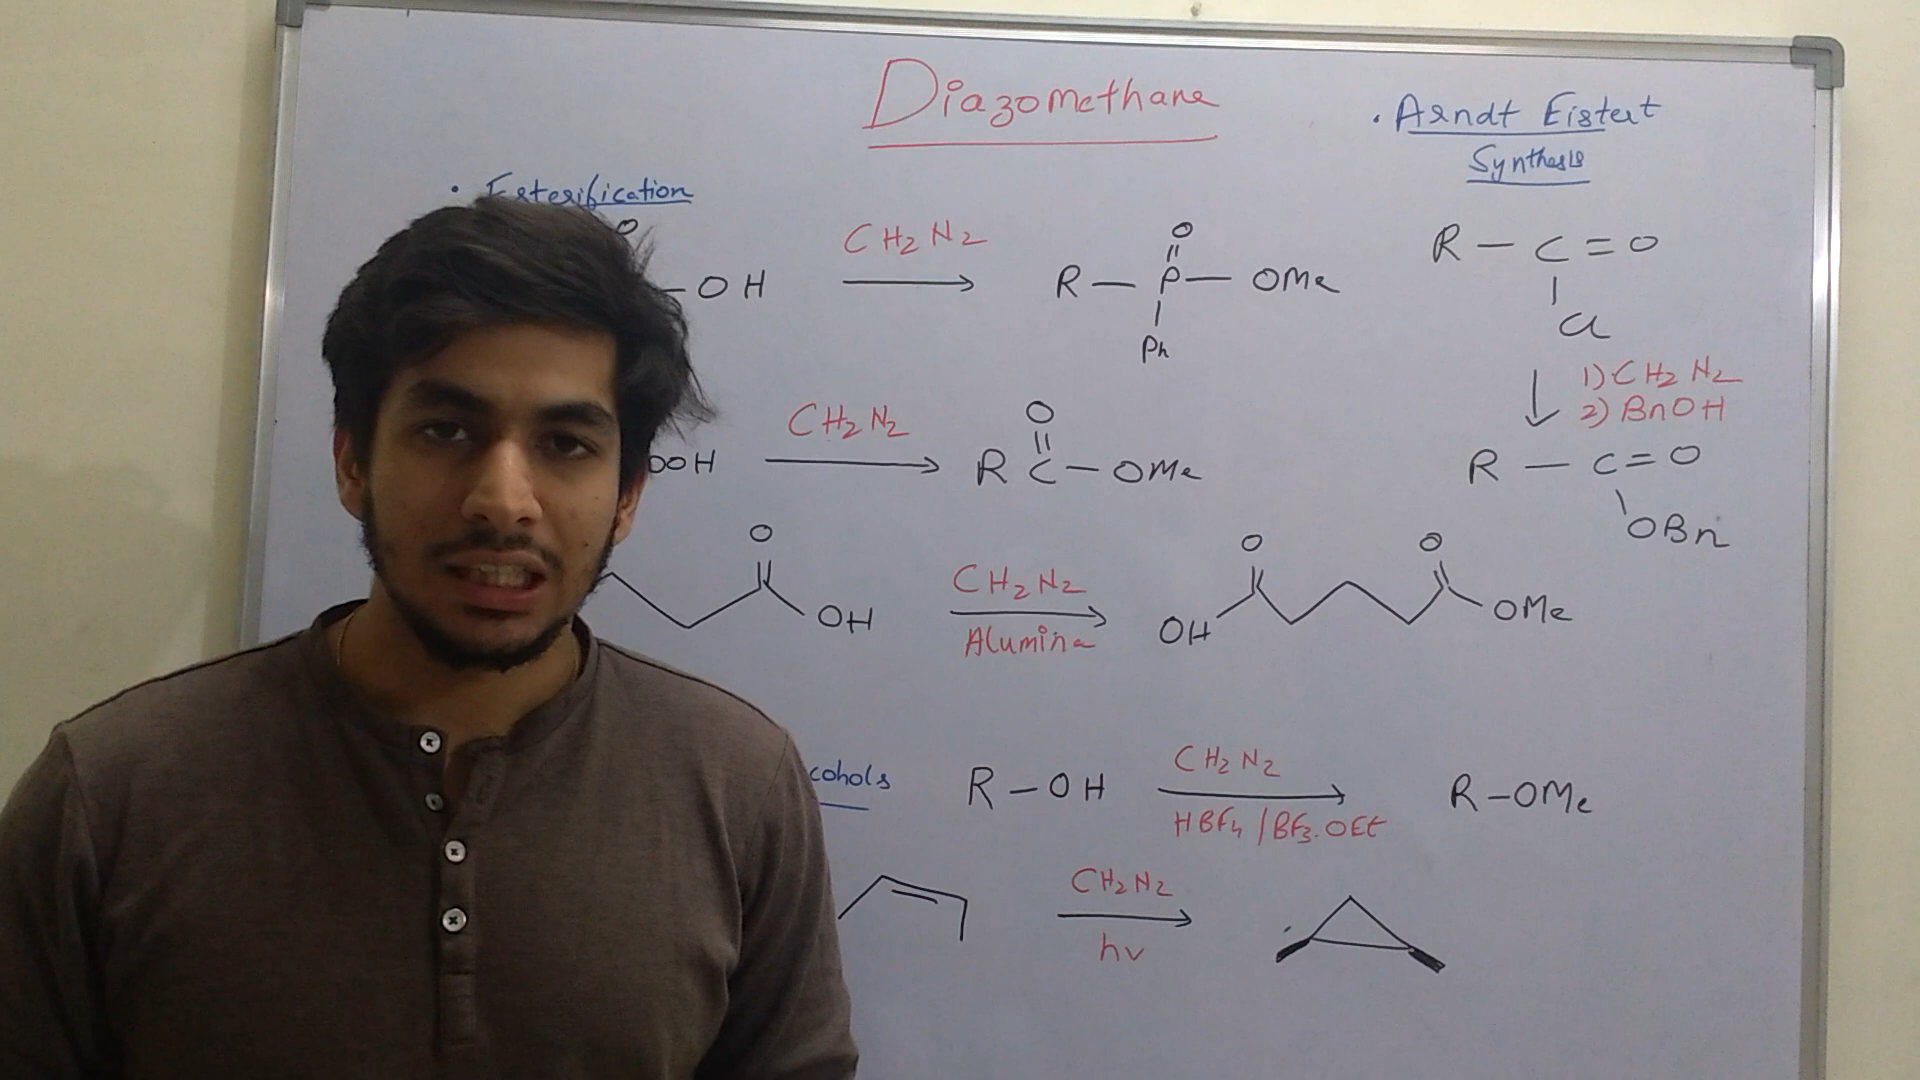 Diazomethane
. Arndt Eistert
Synthesis
• Esterification
O
— OH
CH2N2
O
R — P — OMe
Ph
R — C = O
Cl
1) CH2N2
2) BnOH
OOH
CH2N2
O
R C — OMe
R — C = O
OBn
O
OH
CH2N2
Alumina
O
O
OH
OMe
cohols
R — OH
CH2N2
HBF4 / BF3.OEt
R — OMe
CH2N2
hv